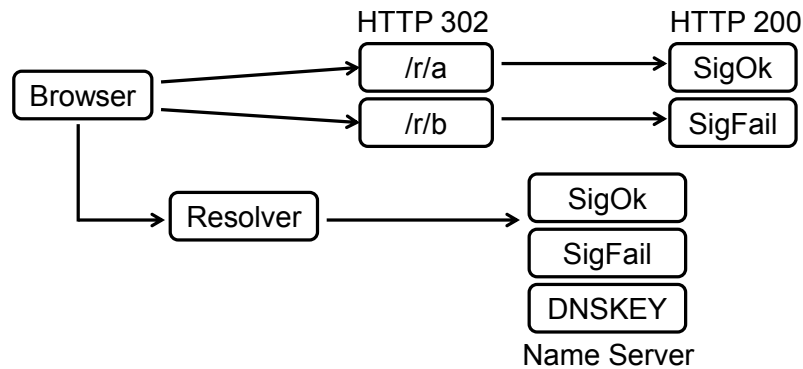 HTTP 302
HTTP 200
Browser
/r/a
SigOk
/r/b
SigFail
Resolver
SigOk
SigFail
DNSKEY
Name Server